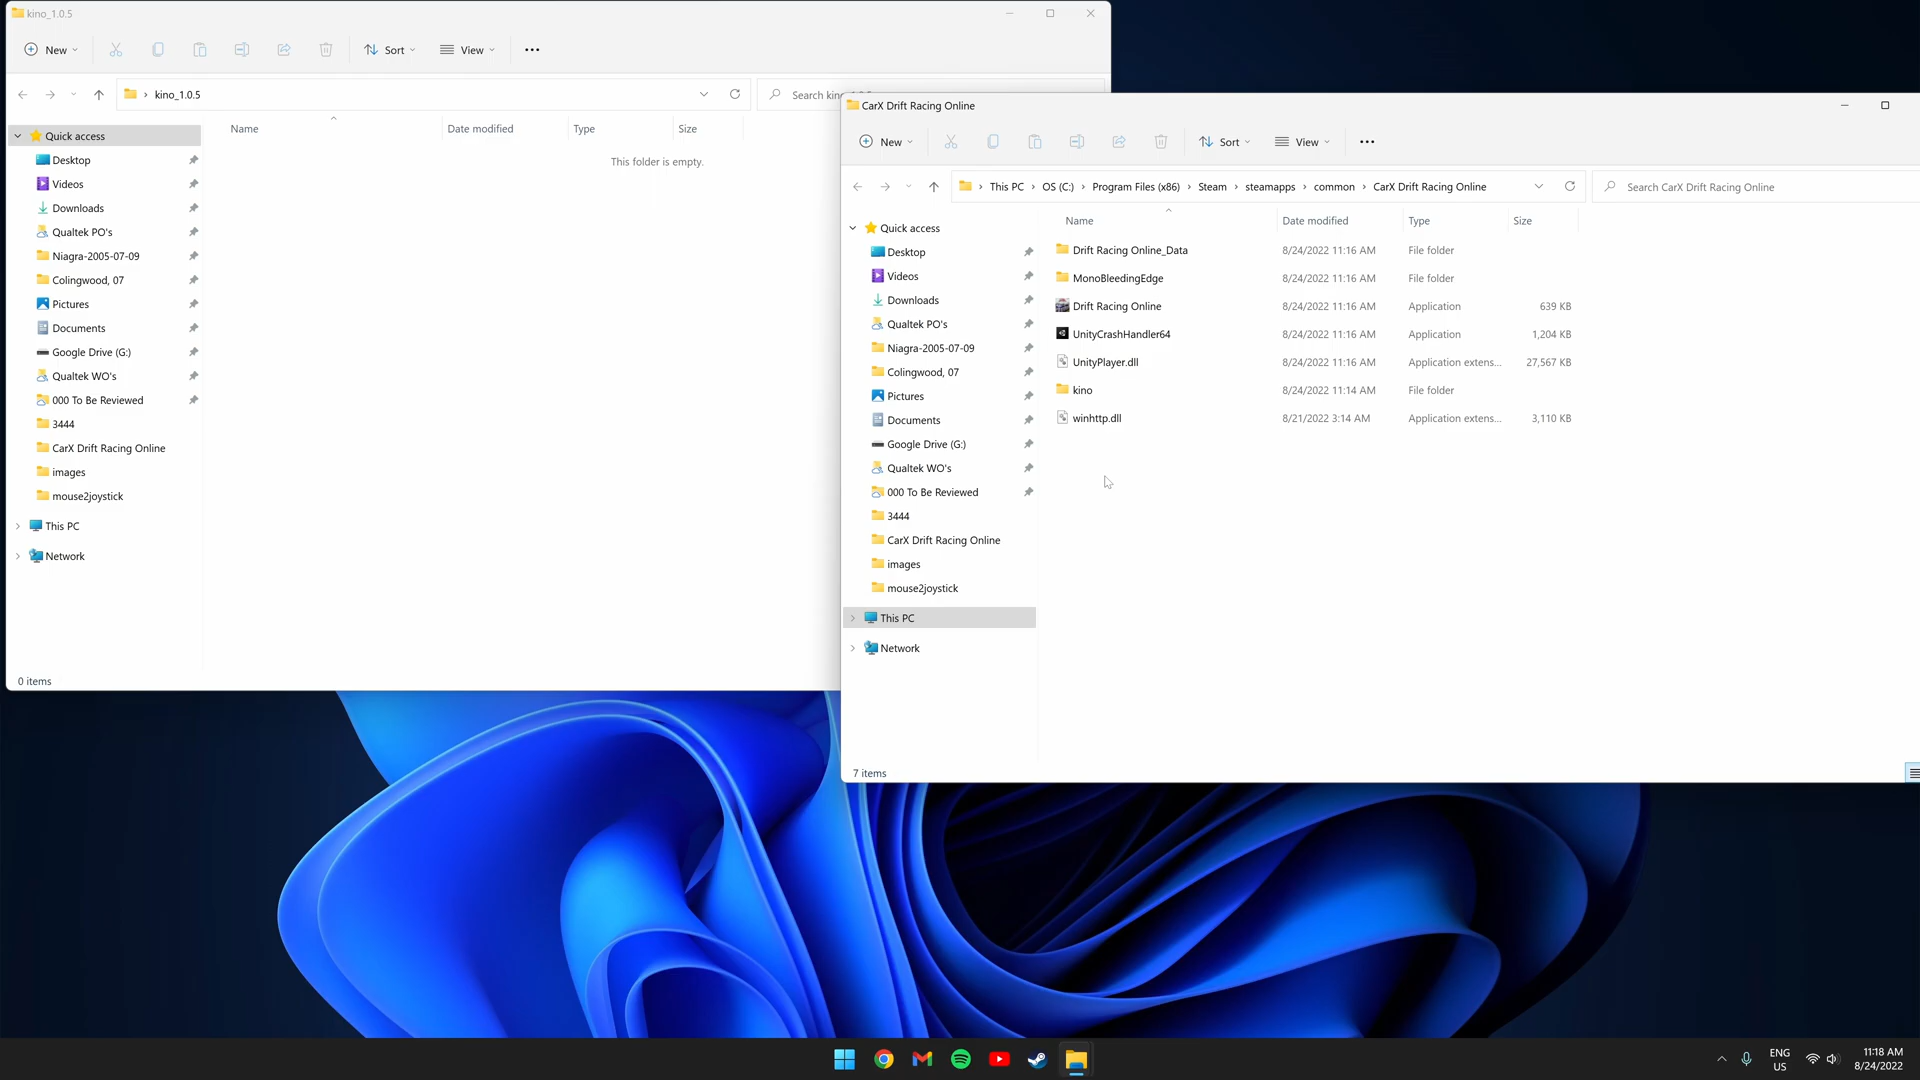 kino_1.0.5
New
Sort
View
kino_1.0.5
Search kin
Name
Date modified
Type
Size
This folder is empty.
Quick access
Desktop
Videos
Downloads
Qualtek PO's
Niagra-2005-07-09
Colingwood, 07
Pictures
Documents
Google Drive (G:)
Qualtek WO's
000 To Be Reviewed
3444
CarX Drift Racing Online
images
mouse2joystick
This PC
Network
0 items
CarX Drift Racing Online
New
Sort
View
This PC › OS (C:) › Program Files (x86) › Steam › steamapps › common › CarX Drift Racing Online
Search CarX Drift Racing Online
Quick access
Desktop
Videos
Downloads
Qualtek PO's
Niagra-2005-07-09
Colingwood, 07
Pictures
Documents
Google Drive (G:)
Qualtek WO's
000 To Be Reviewed
3444
CarX Drift Racing Online
images
mouse2joystick
This PC
Network
Name Date modified Type Size
Drift Racing Online_Data 8/24/2022 11:16 AM File folder
MonoBleedingEdge 8/24/2022 11:16 AM File folder
Drift Racing Online 8/24/2022 11:16 AM Application 639 KB
UnityCrashHandler64 8/24/2022 11:16 AM Application 1,204 KB
UnityPlayer.dll 8/24/2022 11:16 AM Application extens... 27,567 KB
kino 8/24/2022 11:14 AM File folder
winhttp.dll 8/21/2022 3:14 AM Application extens... 3,110 KB
7 items
ENG
US
11:18 AM
8/24/2022